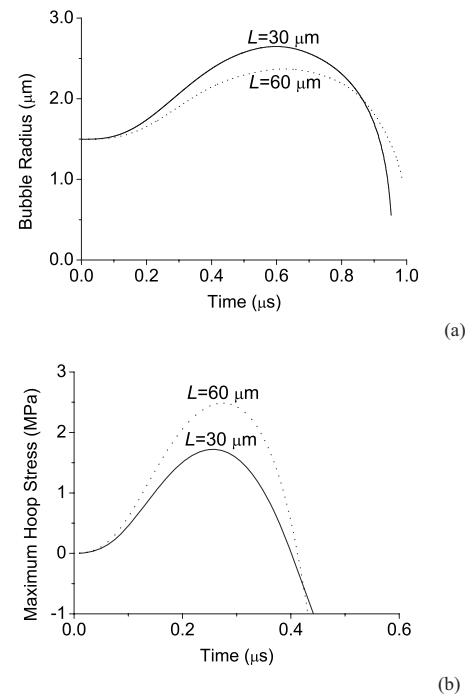 3.0
L=30 μm
2.0
L=60 μm
1.0
0.0
0.0 0.2 0.4 0.6 0.8 1.0
Bubble Radius (μm)
Time (μs)
(a)
3
L=60 μm
2
L=30 μm
1
0
-1
0.0 0.2 0.4 0.6
Maximum Hoop Stress (MPa)
Time (μs)
(b)